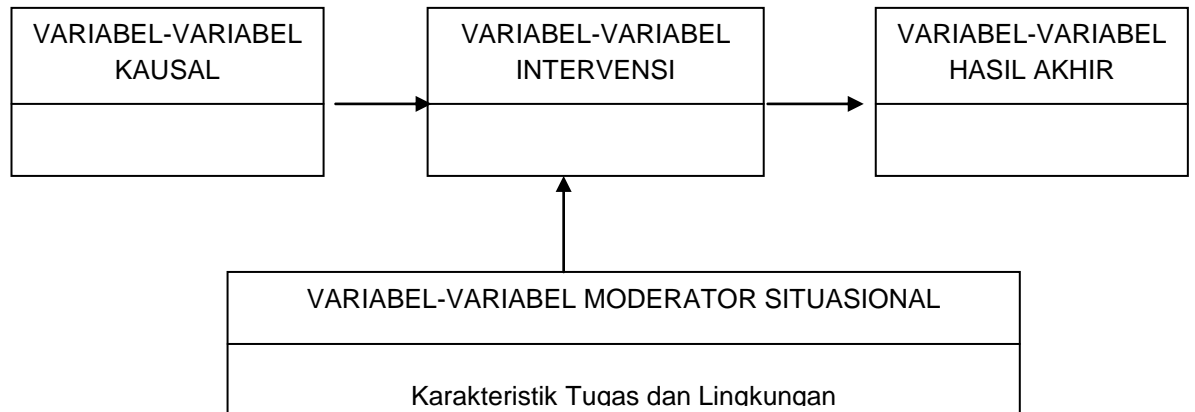 VARIABEL-VARIABEL
KAUSAL
VARIABEL-VARIABEL
INTERVENSI
VARIABEL-VARIABEL
HASIL AKHIR
VARIABEL-VARIABEL MODERATOR SITUASIONAL
Karakteristik Tugas dan Lingkungan